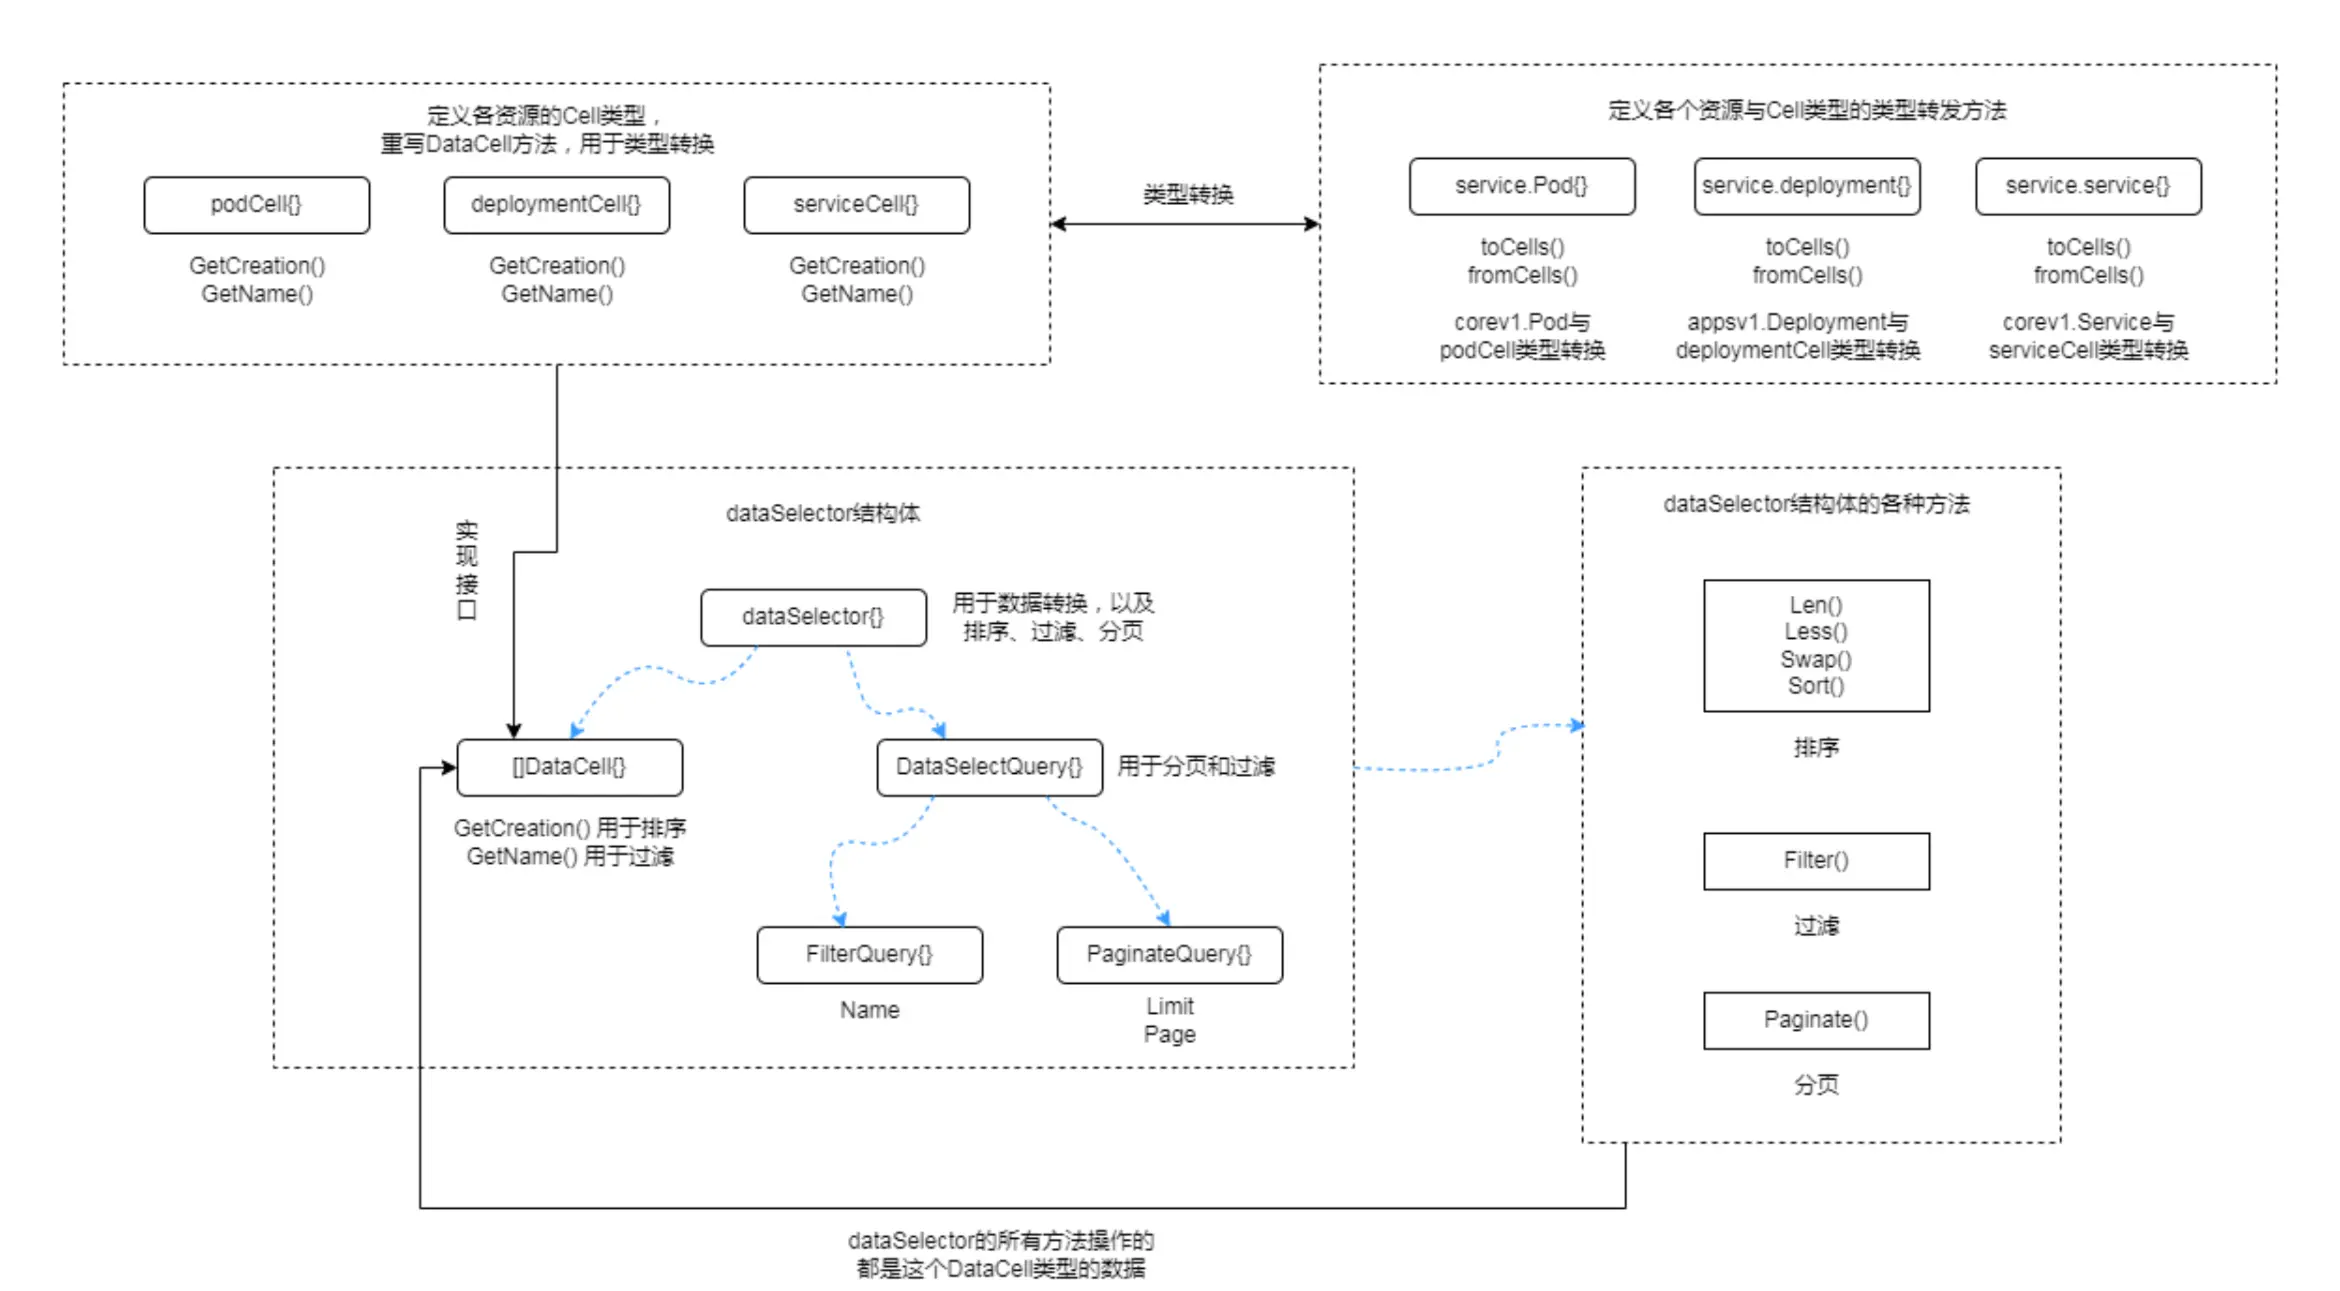 定义各资源的Cell类型，
重写DataCell方法，用于类型转换
podCell{}
deploymentCell{}
serviceCell{}
GetCreation()
GetName()
GetCreation()
GetName()
GetCreation()
GetName()
类型转换
定义各个资源与Cell类型的类型转发方法
service.Pod{}
service.deployment{}
service.service{}
toCells()
fromCells()
toCells()
fromCells()
toCells()
fromCells()
corev1.Pod与
podCell类型转换
appsv1.Deployment与
deploymentCell类型转换
corev1.Service与
serviceCell类型转换
实
现
接
口
dataSelector结构体
dataSelector{}
用于数据转换，以及
排序、过滤、分页
[]DataCell{}
GetCreation() 用于排序
GetName() 用于过滤
DataSelectQuery{}
用于分页和过滤
FilterQuery{}
Name
PaginateQuery{}
Limit
Page
dataSelector结构体的各种方法
Len()
Less()
Swap()
Sort()
排序
Filter()
过滤
Paginate()
分页
dataSelector的所有方法操作的
都是这个DataCell类型的数据